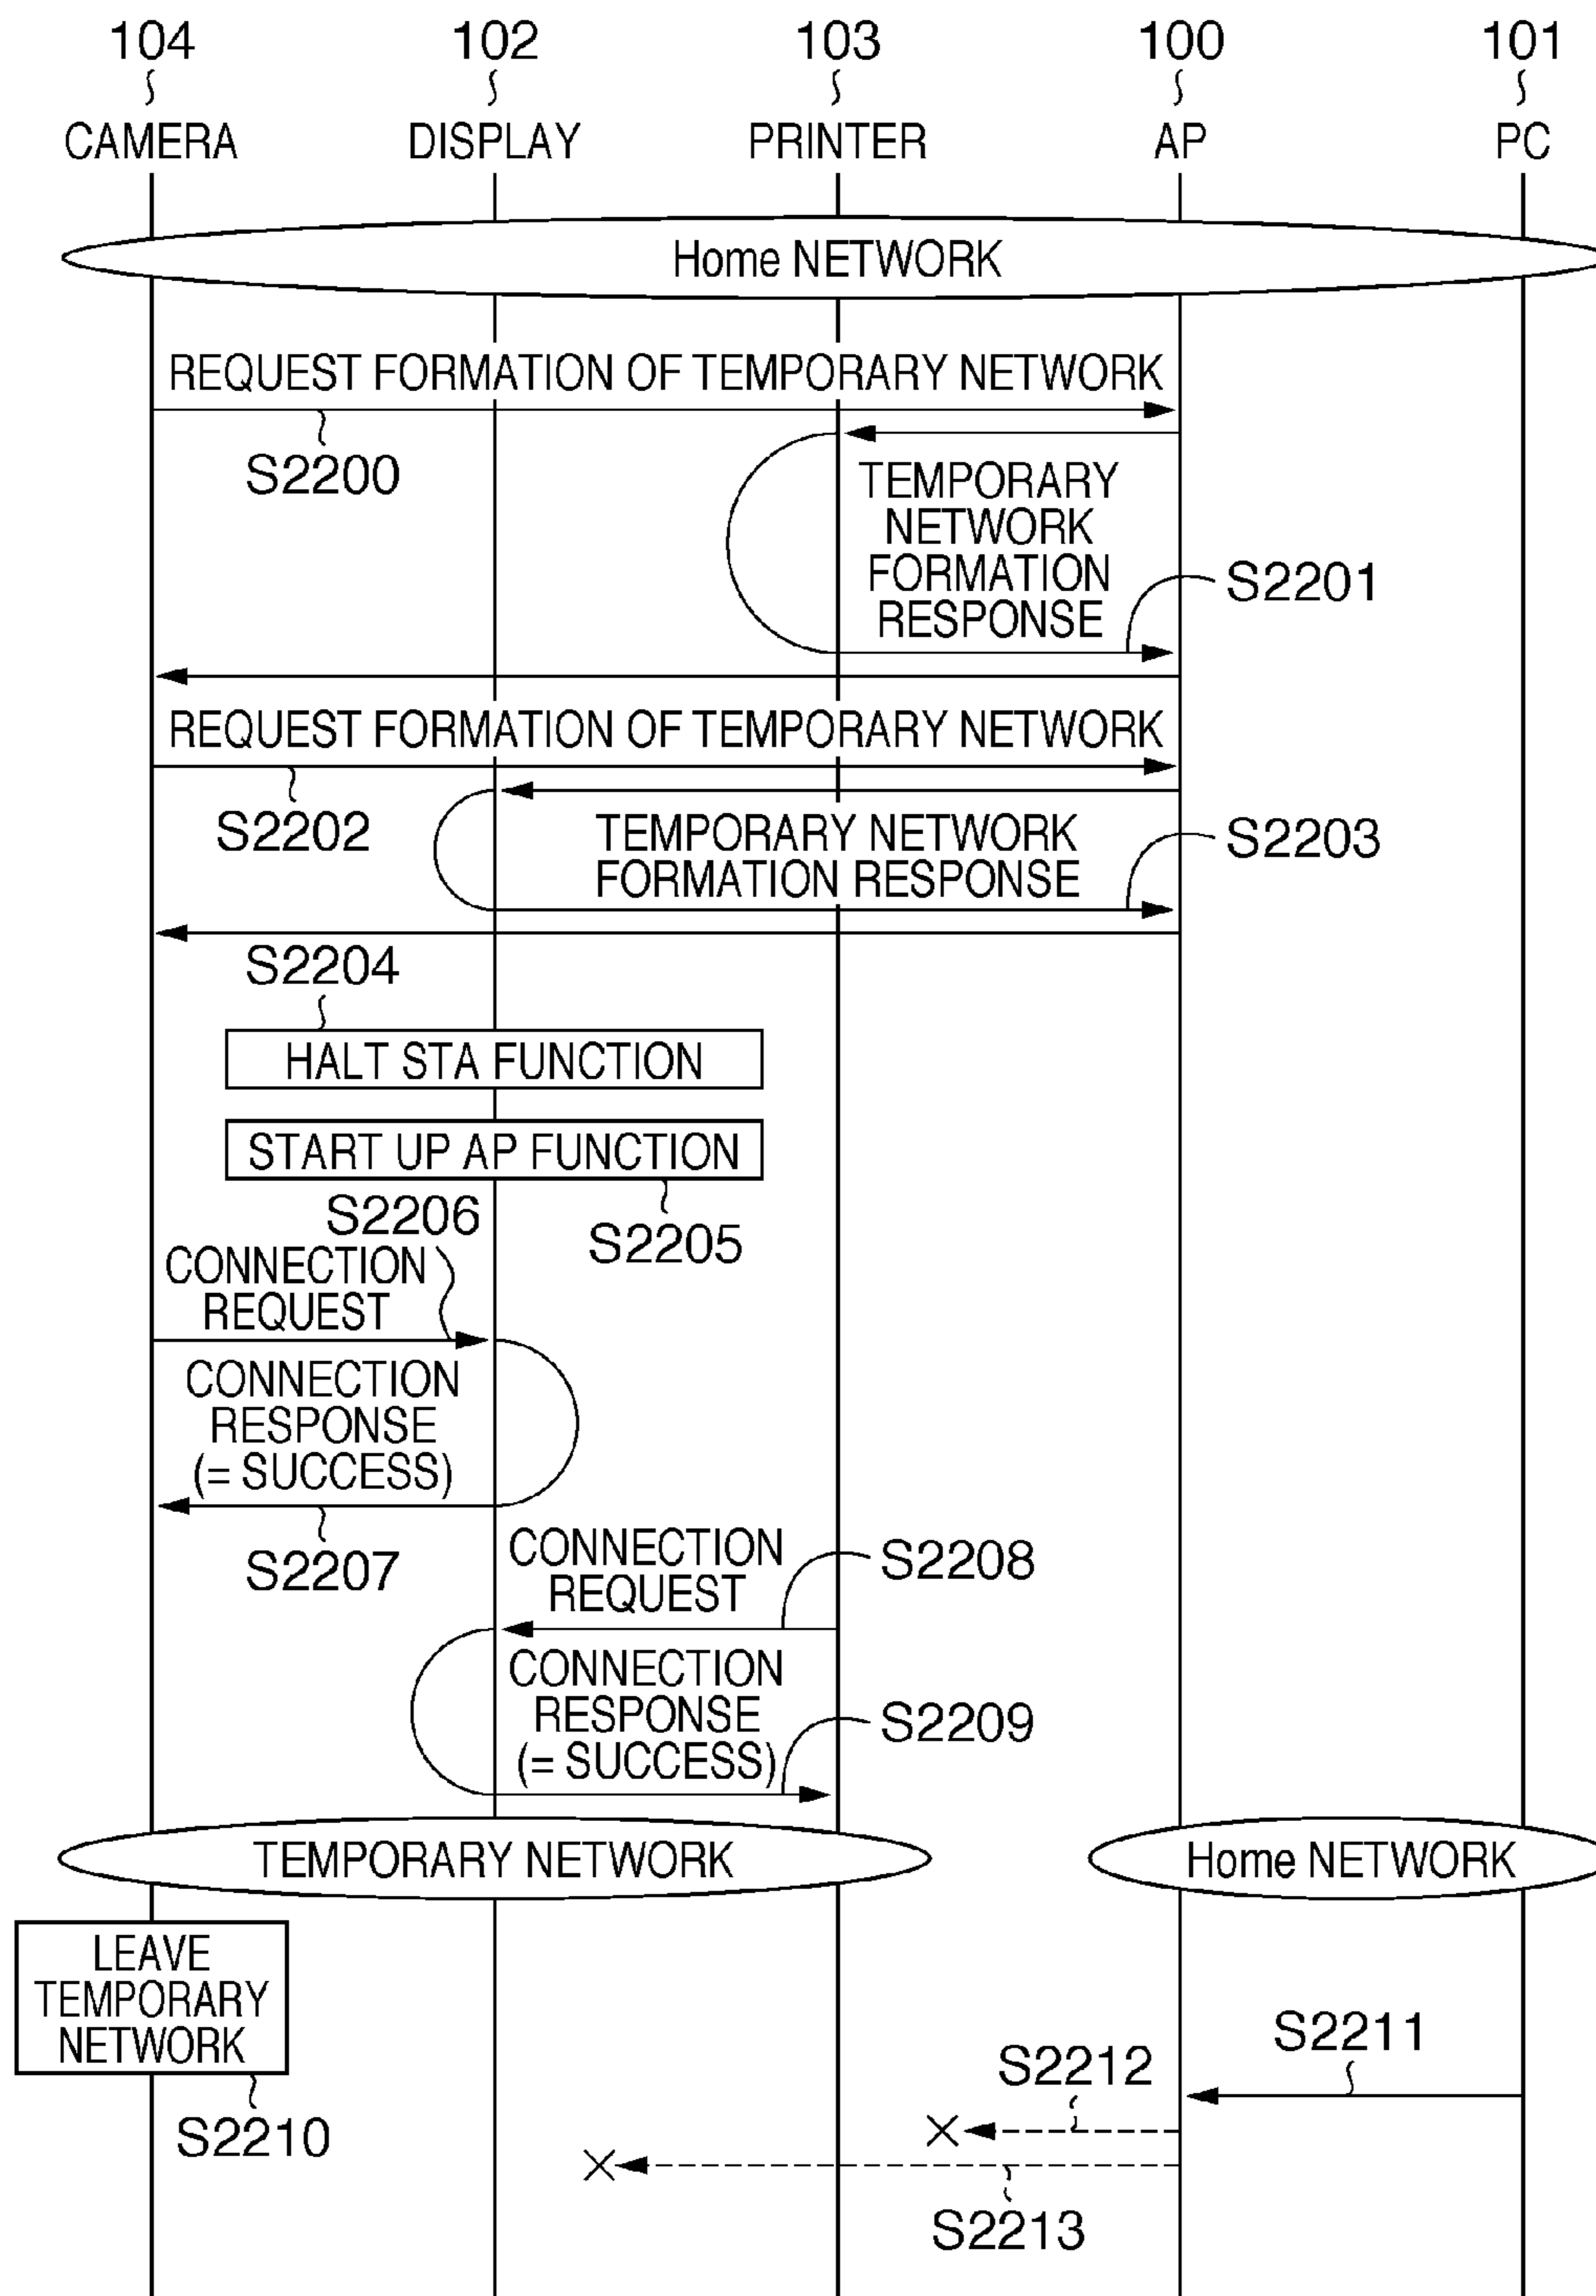 104 102 103 100 101
CAMERA DISPLAY PRINTER AP PC
Home NETWORK
REQUEST FORMATION OF TEMPORARY NETWORK
S2200
TEMPORARY
NETWORK
FORMATION
RESPONSE
S2201
REQUEST FORMATION OF TEMPORARY NETWORK
S2202
TEMPORARY NETWORK
FORMATION RESPONSE
S2203
S2204
HALT STA FUNCTION
START UP AP FUNCTION
S2205
S2206
CONNECTION
REQUEST
CONNECTION
RESPONSE
(= SUCCESS)
S2207
CONNECTION
REQUEST
S2208
CONNECTION
RESPONSE
(= SUCCESS)
S2209
TEMPORARY NETWORK
Home NETWORK
LEAVE
TEMPORARY
NETWORK
S2210
S2211
S2212
S2213